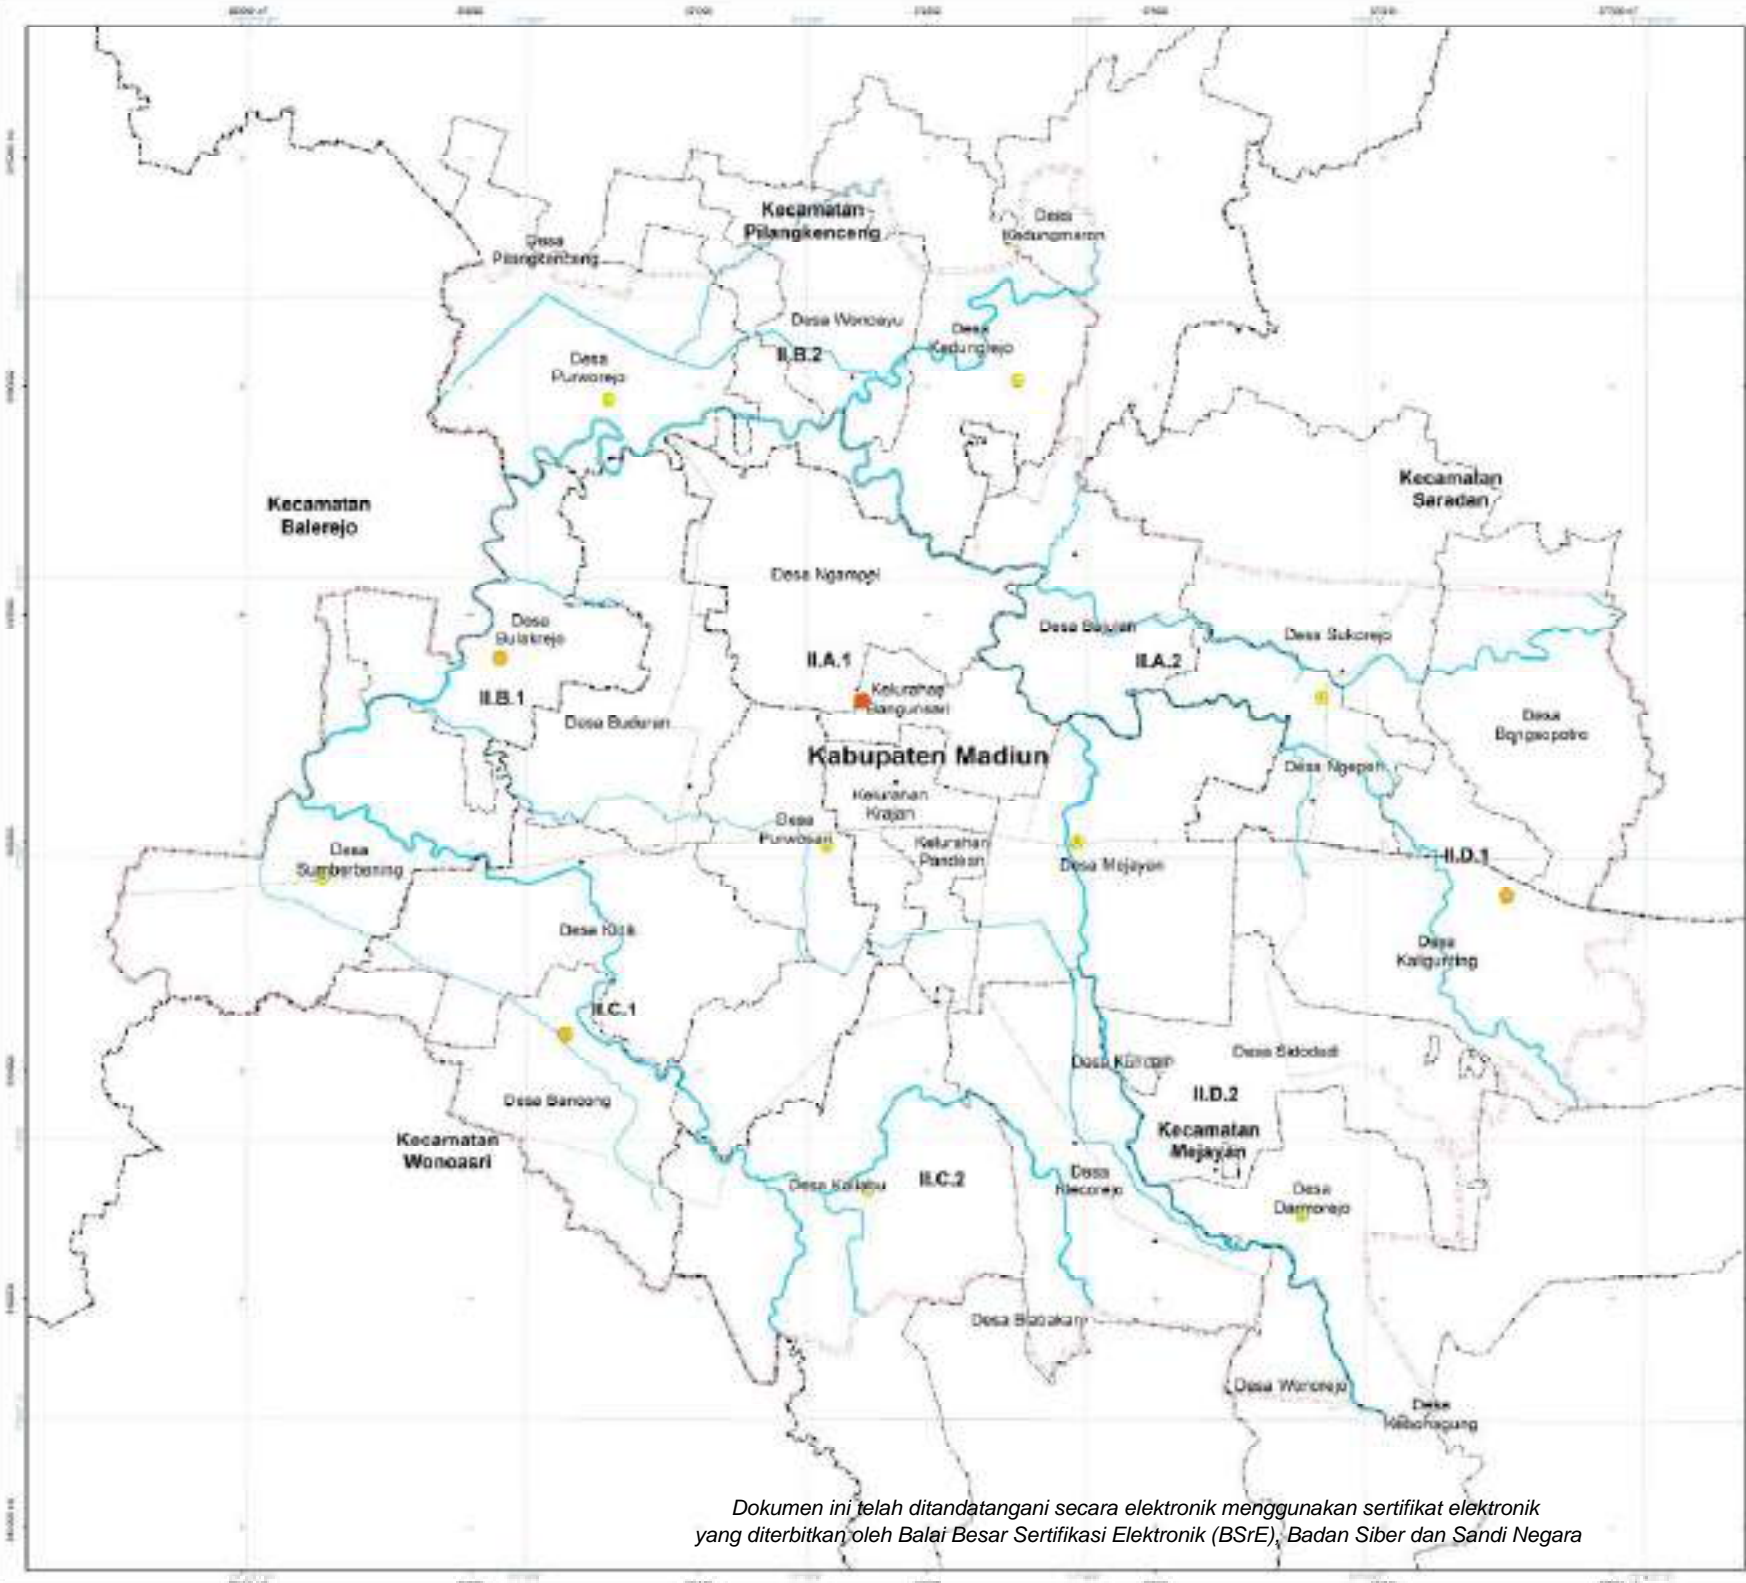 Kecamatan
Pilangkenceng
Desa
Kedungmaron
Desa
Pilangkenceng
Desa Wonoayu
Desa
Kedungrejo
II.B.2
Desa
Purworejo
Kecamatan
Balerejo
Kecamatan
Saradan
Desa Ngampel
Desa
Bulakrejo
Desa Bajulan
Desa Sukorejo
II.A.1
II.A.2
II.B.1
Kelurahan
Bangunsari
Desa Buduran
Desa
Bongsopotro
Kabupaten Madiun
Desa Ngepeh
Kelurahan
Krajan
Desa
Purwosari
Kelurahan
Pandean
Desa
Sumberbening
Desa Mejayan
II.D.1
Desa Klitik
Desa
Kaligunting
II.C.1
Desa Sidodadi
Desa Kuncen
II.D.2
Desa Bancong
Kecamatan
Mejayan
Kecamatan
Wonoasri
II.C.2
Desa Kaliabu
Desa
Klecorejo
Desa
Darmorejo
Desa Blabakan
Desa Wonorejo
Desa
Kebonagung
Dokumen ini telah ditandatangani secara elektronik menggunakan sertifikat elektronik
yang diterbitkan oleh Balai Besar Sertifikasi Elektronik (BSrE), Badan Siber dan Sandi Negara